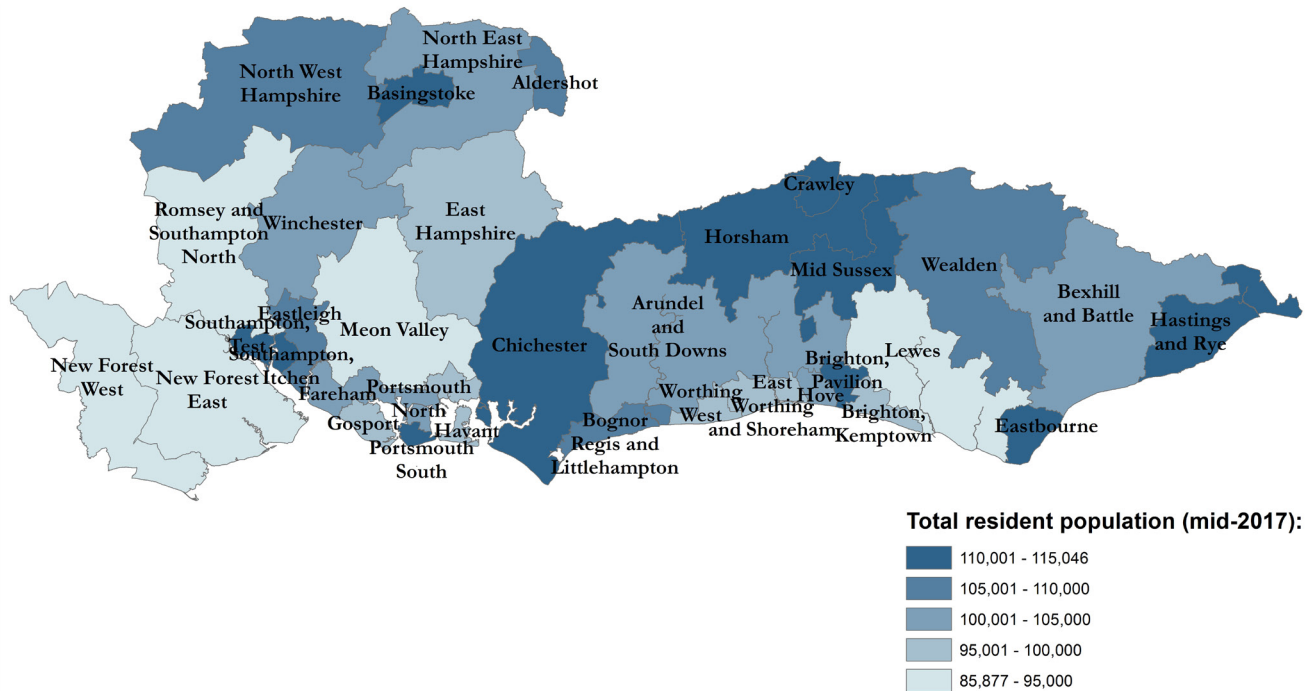 North East
Hampshire
North West
Hampshire
Basingstoke
Aldershot
Romsey and
Southampton
North
Winchester
East
Hampshire
Crawley
Horsham
Mid Sussex
Wealden
Bexhill
and Battle
Hastings
and Rye
Arundel
and
South Downs
Chichester
Meon Valley
Eastleigh
Southampton,
Test
Southampton,
Itchen
New Forest
West
New Forest
East
Fareham
Portsmouth
North
Gosport
Havant
Portsmouth
South
Bognor
Regis and
Littlehampton
Worthing
West
East
Worthing
and Shoreham
Hove
Brighton,
Pavilion
Lewes
Brighton,
Kemptown
Eastbourne
Total resident population (mid-2017):
110,001 - 115,046
105,001 - 110,000
100,001 - 105,000
95,001 - 100,000
85,877 - 95,000